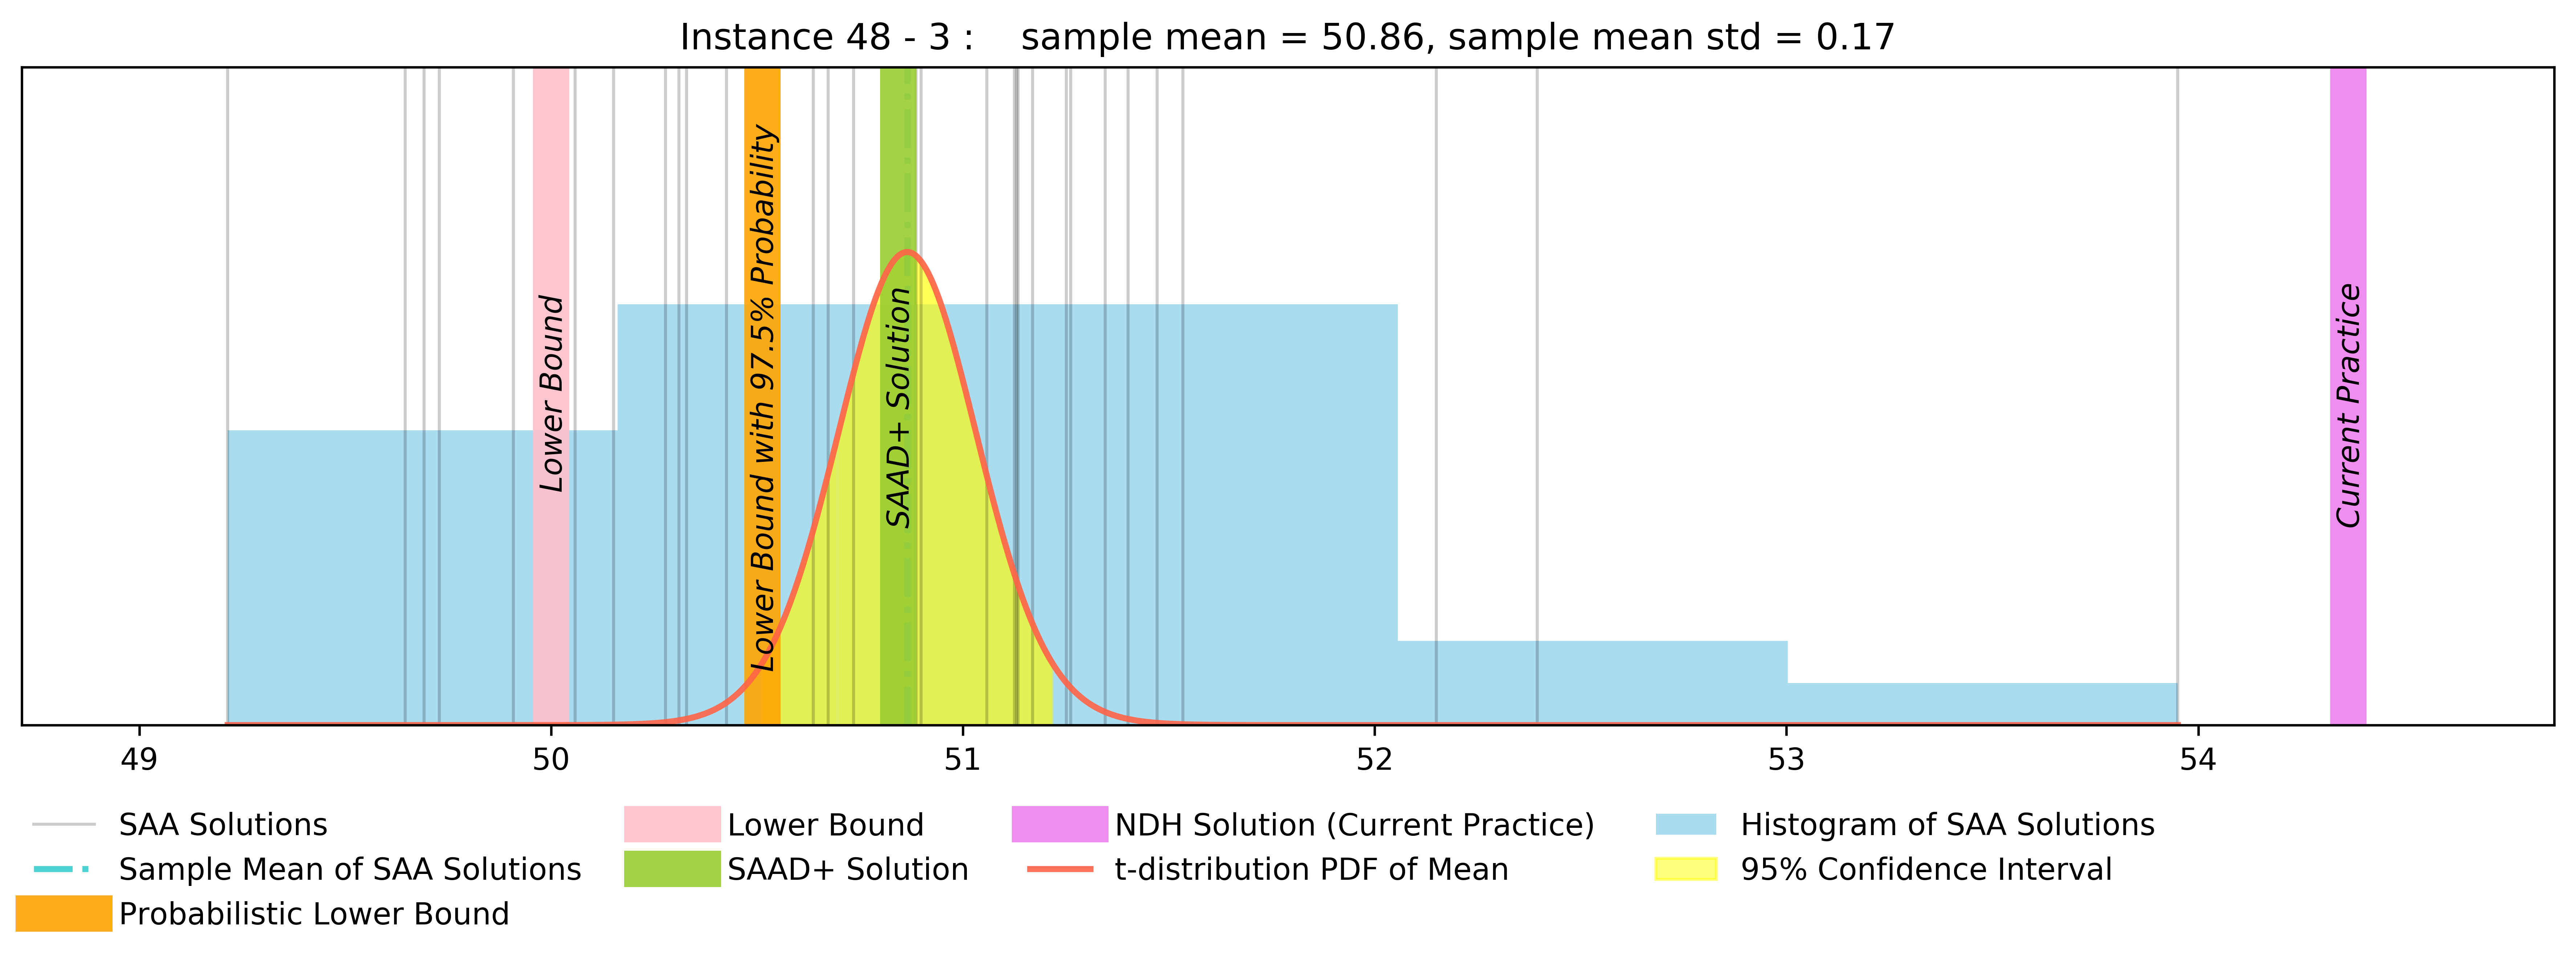 Instance 48 - 3 :    sample mean = 50.86, sample mean std = 0.17
Lower Bound
Lower Bound with 97.5% Probability
SAAD+ Solution
Current Practice
49 50 51 52 53 54
SAA Solutions
Sample Mean of SAA Solutions
Probabilistic Lower Bound
Lower Bound
SAAD+ Solution
NDH Solution (Current Practice)
t-distribution PDF of Mean
Histogram of SAA Solutions
95% Confidence Interval